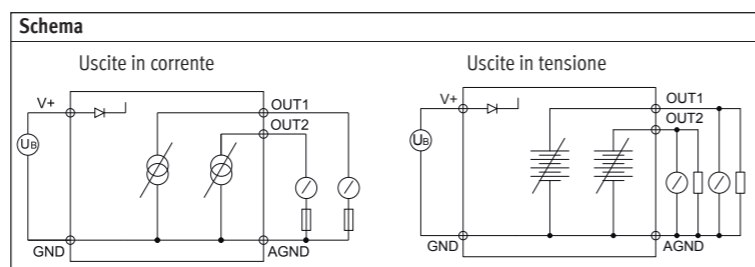 Schema
Uscite in corrente
V+
OUT1
OUT2
UB
GND
AGND
Uscite in tensione
V+
OUT1
OUT2
UB
GND
AGND